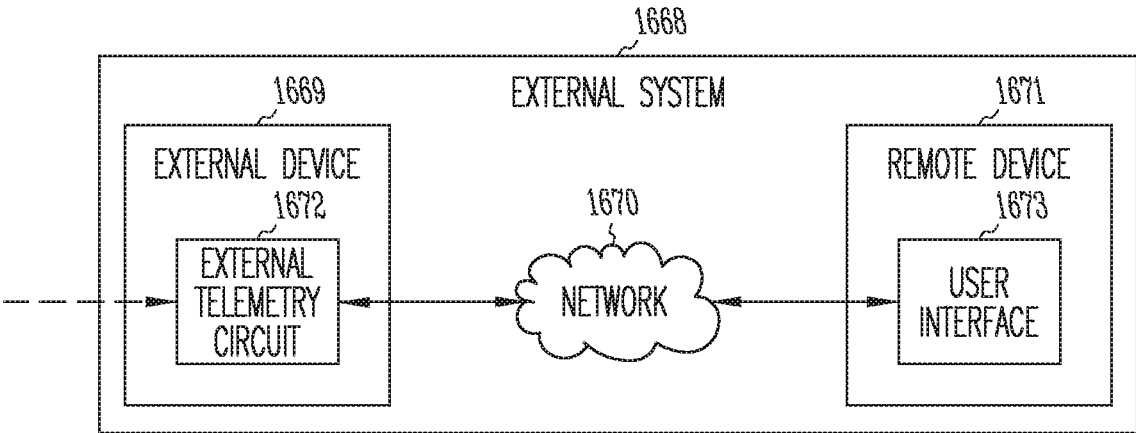 1668
EXTERNAL SYSTEM
1669
EXTERNAL DEVICE
1672
EXTERNAL
TELEMETRY
CIRCUIT
1670
NETWORK
1671
REMOTE DEVICE
1673
USER
INTERFACE